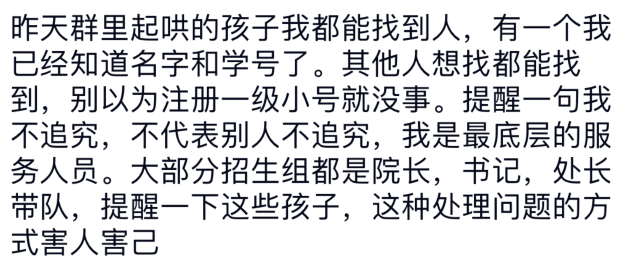 昨天群里起哄的孩子我都能找到人，有一个我
已经知道名字和学号了。其他人想找都能找
到，别以为注册一级小号就没事。提醒一句我
不追究，不代表别人不追究，我是最底层的服
务人员。大部分招生组都是院长，书记，处长
带队，提醒一下这些孩子，这种处理问题的方
式害人害己